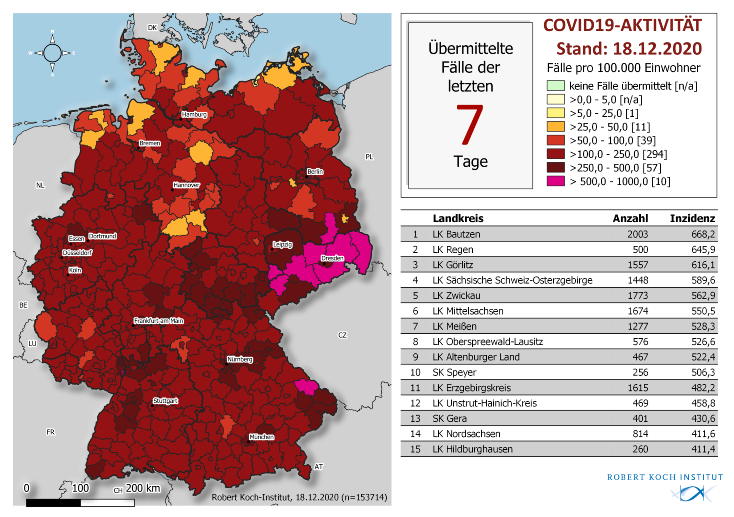 DK
PL
NL
BE
LU
FR
CH
AT
CZ
Hamburg
Bremen
Berlin
Hannover
Essen
Dortmund
Düsseldorf
Köln
Leipzig
Dresden
Frankfurt am Main
Nürnberg
Stuttgart
München
0 100 200 km
Robert Koch-Institut, 18.12.2020 (n=153714)
Übermittelte
Fälle der
letzten
7
Tage
COVID19-AKTIVITÄT
Stand: 18.12.2020
Fälle pro 100.000 Einwohner
keine Fälle übermittelt [n/a]
>0,0 - 5,0 [n/a]
>5,0 - 25,0 [1]
>25,0 - 50,0 [11]
>50,0 - 100,0 [39]
>100,0 - 250,0 [294]
>250,0 - 500,0 [57]
> 500,0 - 1000,0 [10]
Landkreis Anzahl Inzidenz
1 LK Bautzen 2003 668,2
2 LK Regen 500 645,9
3 LK Görlitz 1557 616,1
4 LK Sächsische Schweiz-Osterzgebirge 1448 589,6
5 LK Zwickau 1773 562,9
6 LK Mittelsachsen 1674 550,5
7 LK Meißen 1277 528,3
8 LK Oberspreewald-Lausitz 576 526,6
9 LK Altenburger Land 467 522,4
10 SK Speyer 256 506,3
11 LK Erzgebirgskreis 1615 482,2
12 LK Unstrut-Hainich-Kreis 469 458,8
13 SK Gera 401 430,6
14 LK Nordsachsen 814 411,6
15 LK Hildburghausen 260 411,4
ROBERT KOCH INSTITUT